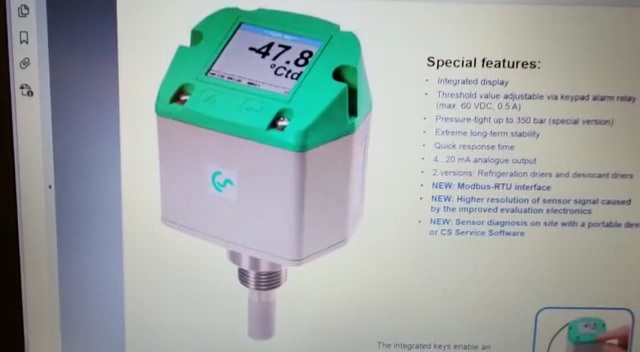 -47.8
°Ctd
Special features:
• Integrated display
• Threshold value adjustable via keypad alarm relay
(max. 60 VDC, 0.5 A)
• Pressure-tight up to 350 bar (special version)
• Extreme long-term stability
• Quick response time
• 4...20 mA analogue output
• 2 versions: Refrigeration driers and desiccant driers
• NEW: Modbus-RTU interface
• NEW: Higher resolution of sensor signal caused
by the improved evaluation electronics
• NEW: Sensor diagnosis on site with a portable dev
or CS Service Software
47.8
The integrated keys enable an